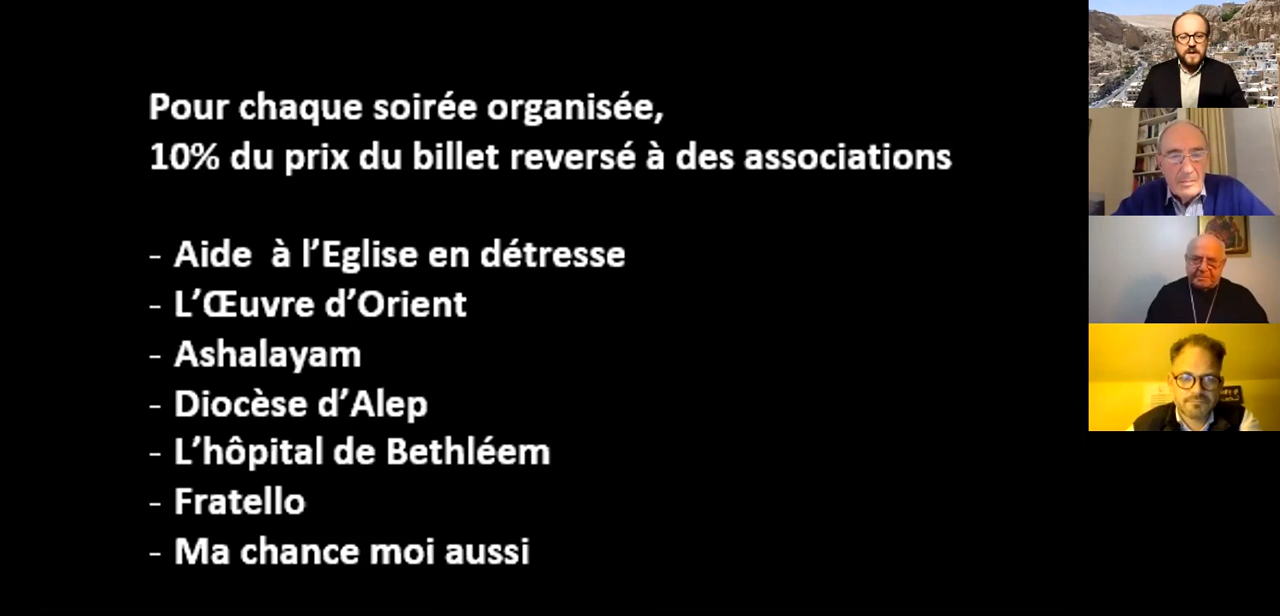 Pour chaque soirée organisée,
10% du prix du billet reversé à des associations
- Aide à l’Eglise en détresse
- L’Œuvre d’Orient
- Ashalayam
- Diocèse d’Alep
- L’hôpital de Bethléem
- Fratello
- Ma chance moi aussi